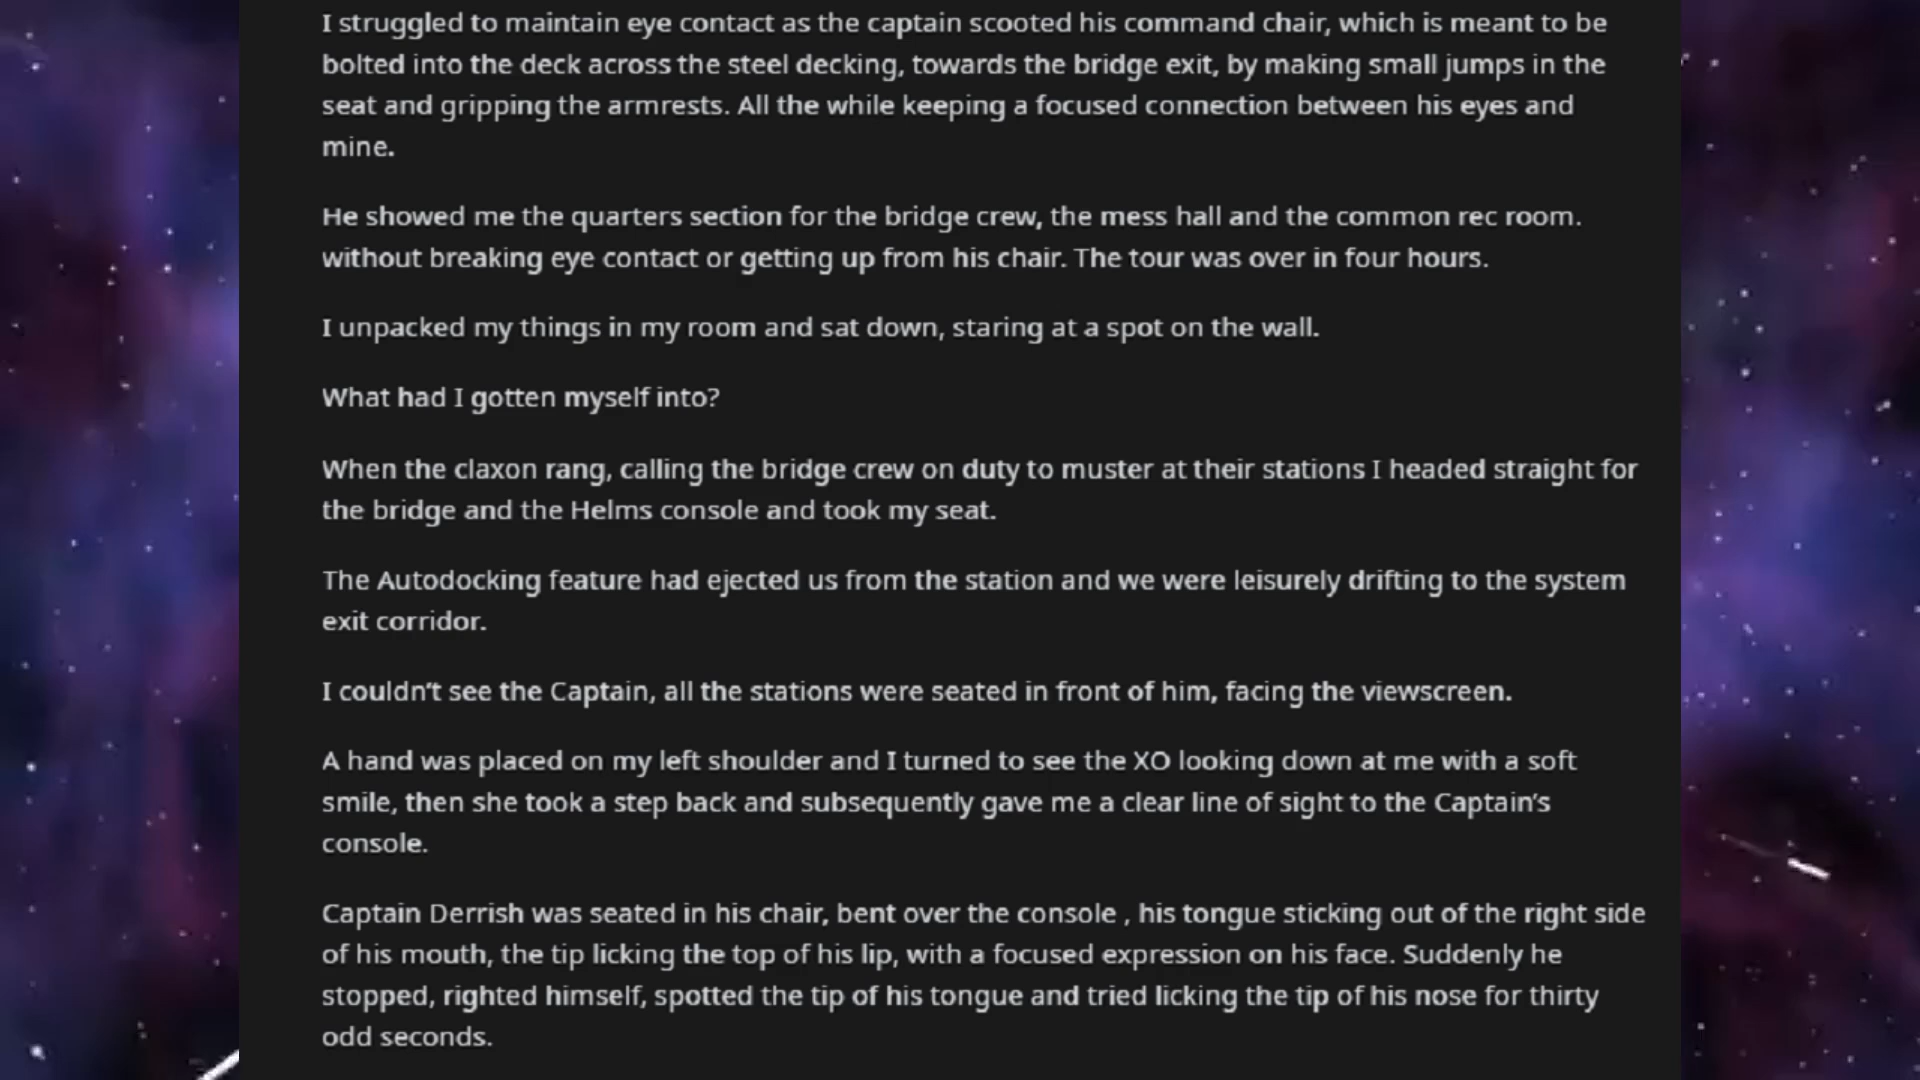 I struggled to maintain eye contact as the captain scooted his command chair, which is meant to be
bolted into the deck across the steel decking, towards the bridge exit, by making small jumps in the
seat and gripping the armrests. All the while keeping a focused connection between his eyes and
mine.
He showed me the quarters section for the bridge crew, the mess hall and the common rec room.
without breaking eye contact or getting up from his chair. The tour was over in four hours.
I unpacked my things in my room and sat down, staring at a spot on the wall.
What had I gotten myself into?
When the claxon rang, calling the bridge crew on duty to muster at their stations I headed straight for
the bridge and the Helms console and took my seat.
The Autodocking feature had ejected us from the station and we were leisurely drifting to the system
exit corridor.
I couldn't see the Captain, all the stations were seated in front of him, facing the viewscreen.
A hand was placed on my left shoulder and I turned to see the XO looking down at me with a soft
smile, then she took a step back and subsequently gave me a clear line of sight to the Captain's
console.
Captain Derrish was seated in his chair, bent over the console , his tongue sticking out of the right side
of his mouth, the tip licking the top of his lip, with a focused expression on his face. Suddenly he
stopped, righted himself, spotted the tip of his tongue and tried licking the tip of his nose for thirty
odd seconds.